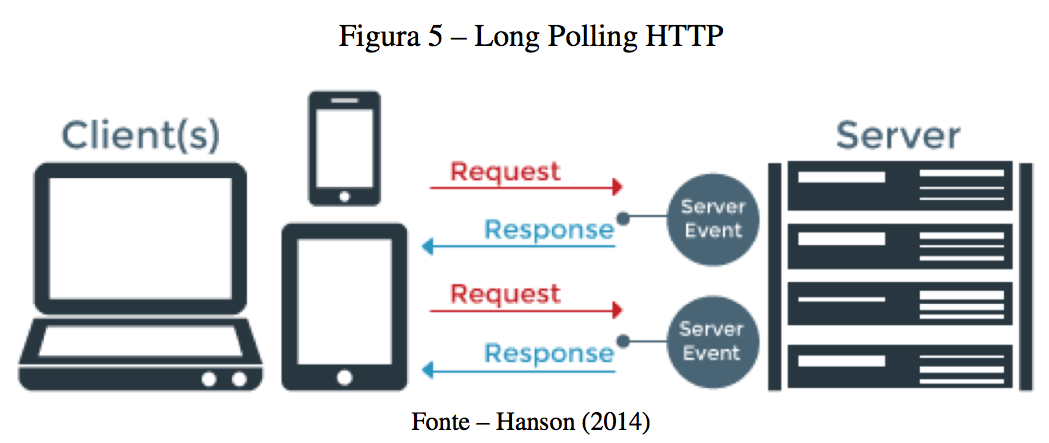 Figura 5 – Long Polling HTTP
Client(s)
Server
Request
Response
Server
Event
Request
Response
Server
Event
Fonte – Hanson (2014)